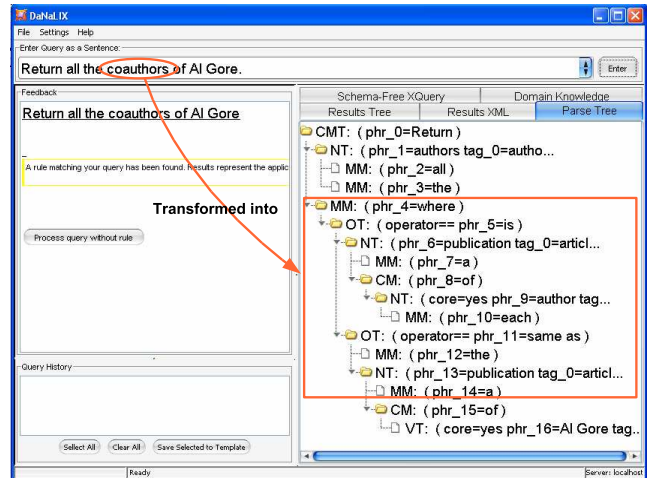 DaNaLIX
File Settings Help
Enter Query as a Sentence:
Return all the coauthors of Al Gore.
Enter
Feedback
Return all the coauthors of Al Gore
A rule matching your query has been found. Results represent the applic
Transformed into
Process query without rule
Query History
Sellect All Clear All Save Selected to Template
Schema-Free XQuery Domain Knowledge
Results Tree Results XML Parse Tree
CMT: ( phr_0=Return )
NT: ( phr_1=authors tag_0=autho...
MM: ( phr_2=all )
MM: ( phr_3=the )
MM: ( phr_4=where )
OT: ( operator== phr_5=is )
NT: ( phr_6=publication tag_0=articl...
MM: ( phr_7=a )
CM: ( phr_8=of )
NT: ( core=yes phr_9=author tag...
MM: ( phr_10=each )
OT: ( operator== phr_11=same as )
MM: ( phr_12=the )
NT: ( phr_13=publication tag_0=articl...
MM: ( phr_14=a )
CM: ( phr_15=of )
VT: ( core=yes phr_16=Al Gore tag..
Ready
Server: localhost